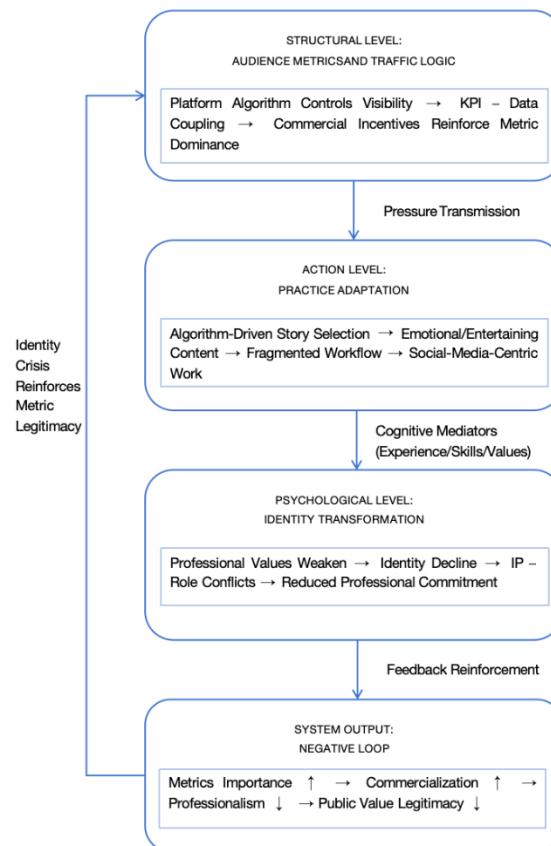 STRUCTURAL LEVEL:
AUDIENCE METRICSAND TRAFFIC LOGIC
Platform Algorithm Controls Visibility → KPI – Data
Coupling → Commercial Incentives Reinforce Metric
Dominance
Pressure Transmission
ACTION LEVEL:
PRACTICE ADAPTATION
Algorithm-Driven Story Selection → Emotional/Entertaining
Content → Fragmented Workflow → Social-Media-Centric
Work
Identity
Crisis
Reinforces
Metric
Legitimacy
Cognitive Mediators
(Experience/Skills/Values)
PSYCHOLOGICAL LEVEL:
IDENTITY TRANSFORMATION
Professional Values Weaken → Identity Decline → IP –
Role Conflicts → Reduced Professional Commitment
Feedback Reinforcement
SYSTEM OUTPUT:
NEGATIVE LOOP
Metrics Importance ↑ → Commercialization ↑ →
Professionalism ↓ → Public Value Legitimacy ↓